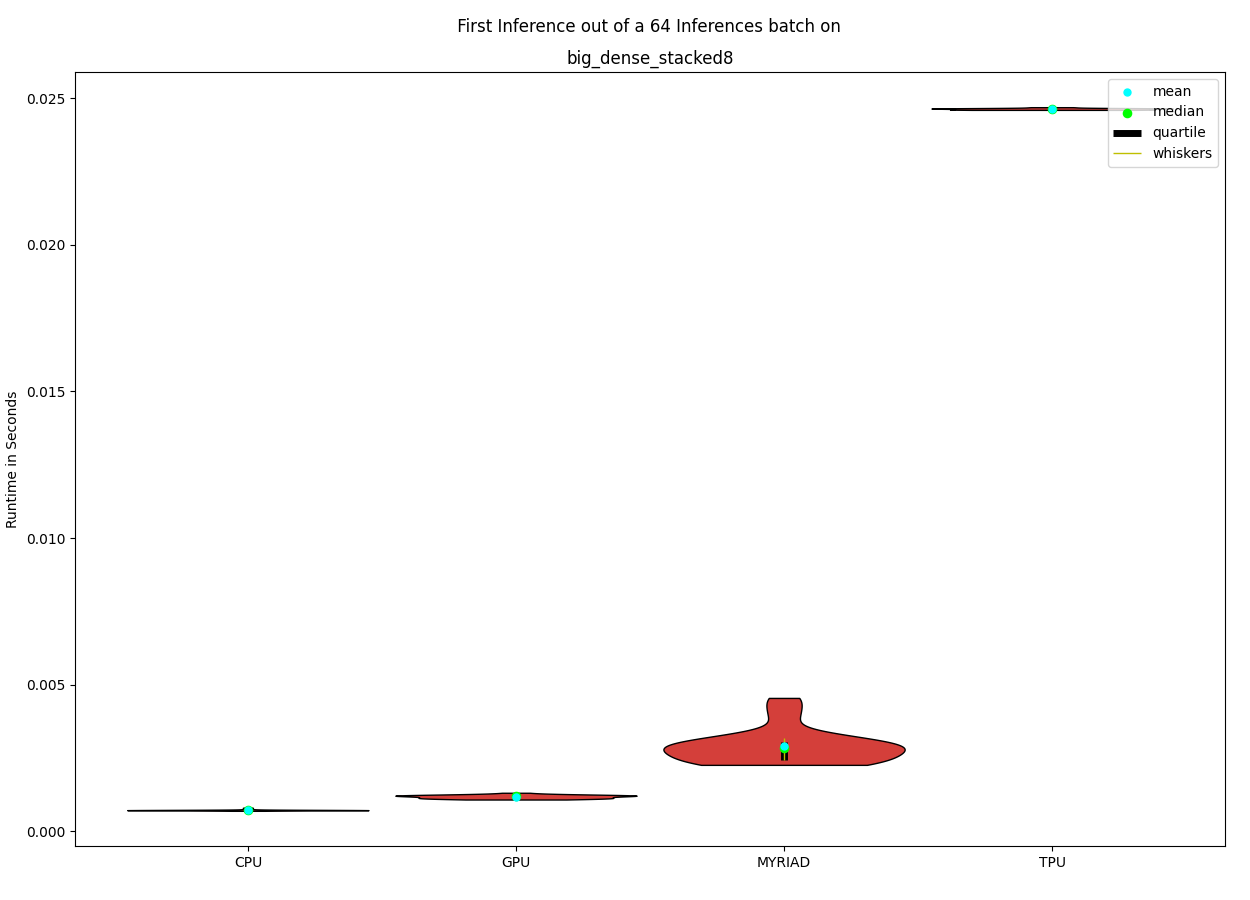 First Inference out of a 64 Inferences batch on
big_dense_stacked8
0.025
0.020
0.015
0.010
0.005
0.000
Runtime in Seconds
CPU
GPU
MYRIAD
TPU
mean
median
quartile
whiskers